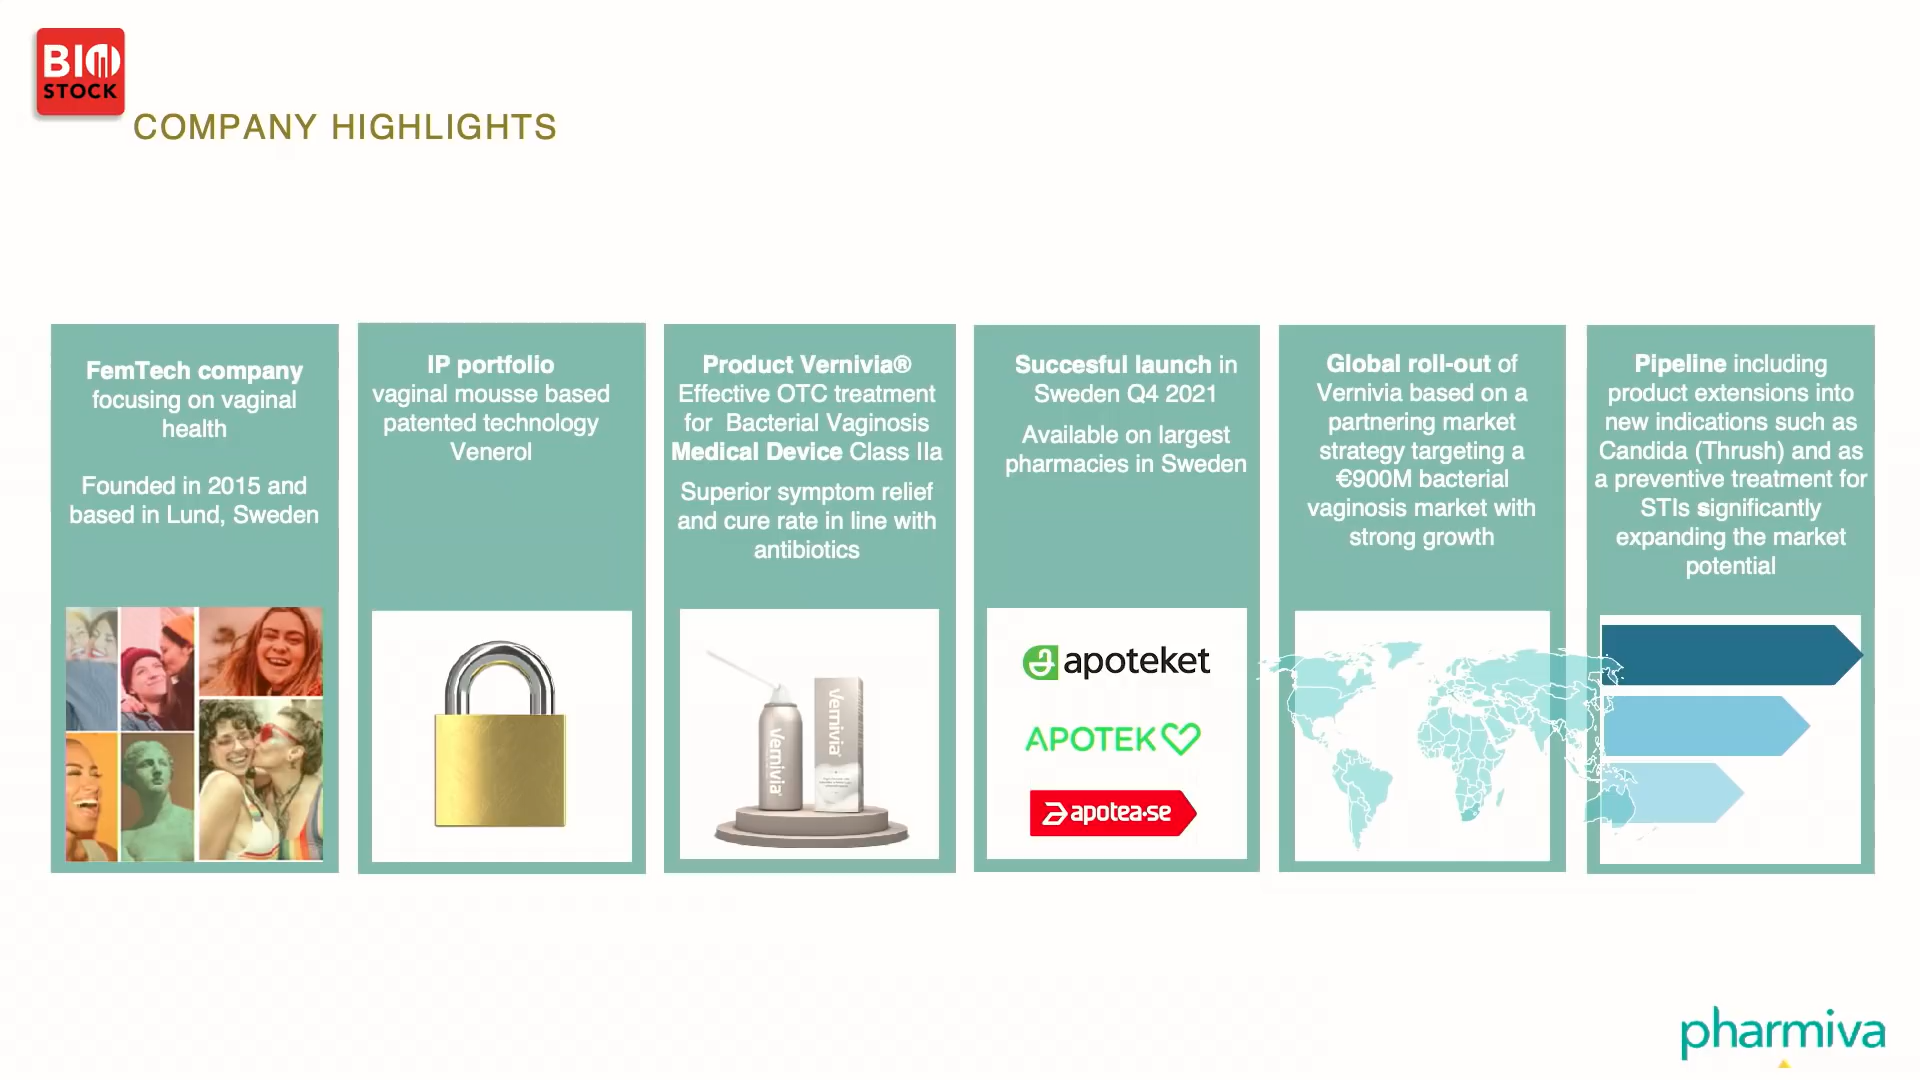 BIO
STOCK
COMPANY HIGHLIGHTS
FemTech company
focusing on vaginal
health
Founded in 2015 and
based in Lund, Sweden
IP portfolio
vaginal mousse based
patented technology
Venerol
Product Vernivia®
Effective OTC treatment
for Bacterial Vaginosis
Medical Device Class IIa
Superior symptom relief
and cure rate in line with
antibiotics
Vernivia
Vernivia
Succesful launch in
Sweden Q4 2021
Available on largest
pharmacies in Sweden
apoteket
APOTEK
apotea.se
Global roll-out of
Vernivia based on a
partnering market
strategy targeting a
€900M bacterial
vaginosis market with
strong growth
Pipeline including
product extensions into
new indications such as
Candida (Thrush) and as
a preventive treatment for
STIs significantly
expanding the market
potential
pharmiva